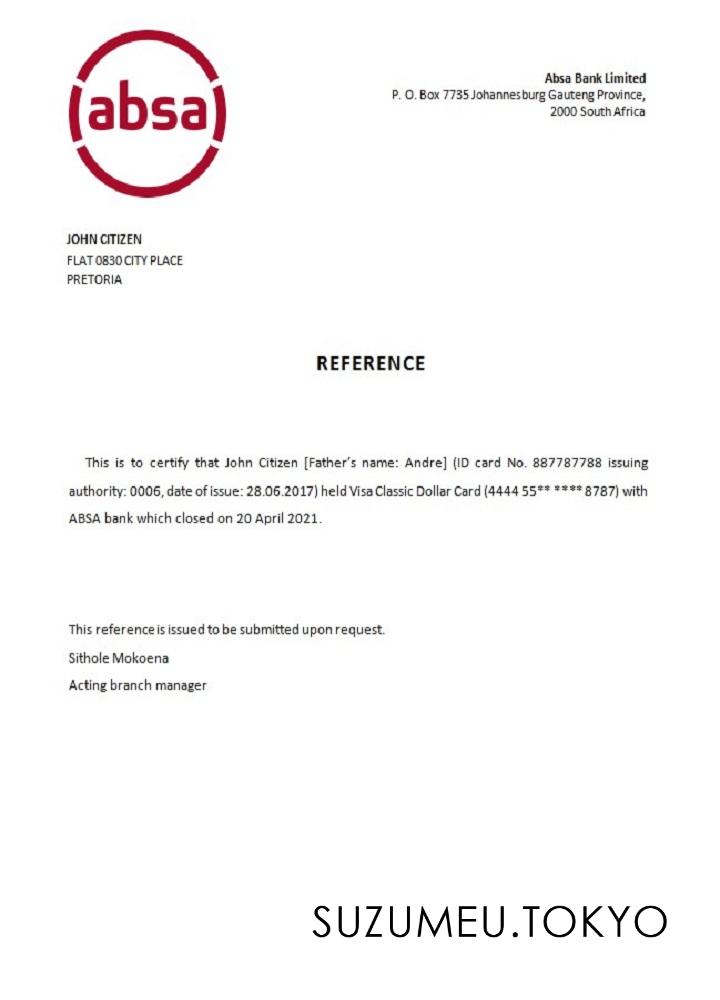 absa
Absa Bank Limited
P. O. Box 7735 Johannesburg Gauteng Province,
2000 South Africa
JOHN CITIZEN
FLAT 0830 CITY PLACE
PRETORIA
REFERENCE
This is to certify that John Citizen [Father's name: Andre] (ID card No. 887787788 issuing
authority: 0006, date of issue: 28.06.2017) held Visa Classic Dollar Card (4444 55** **** 8787) with
ABSA bank which closed on 20 April 2021.
This reference is issued to be submitted upon request.
Sithole Mokoena
Acting branch manager
SUZUMEU.TOKYO